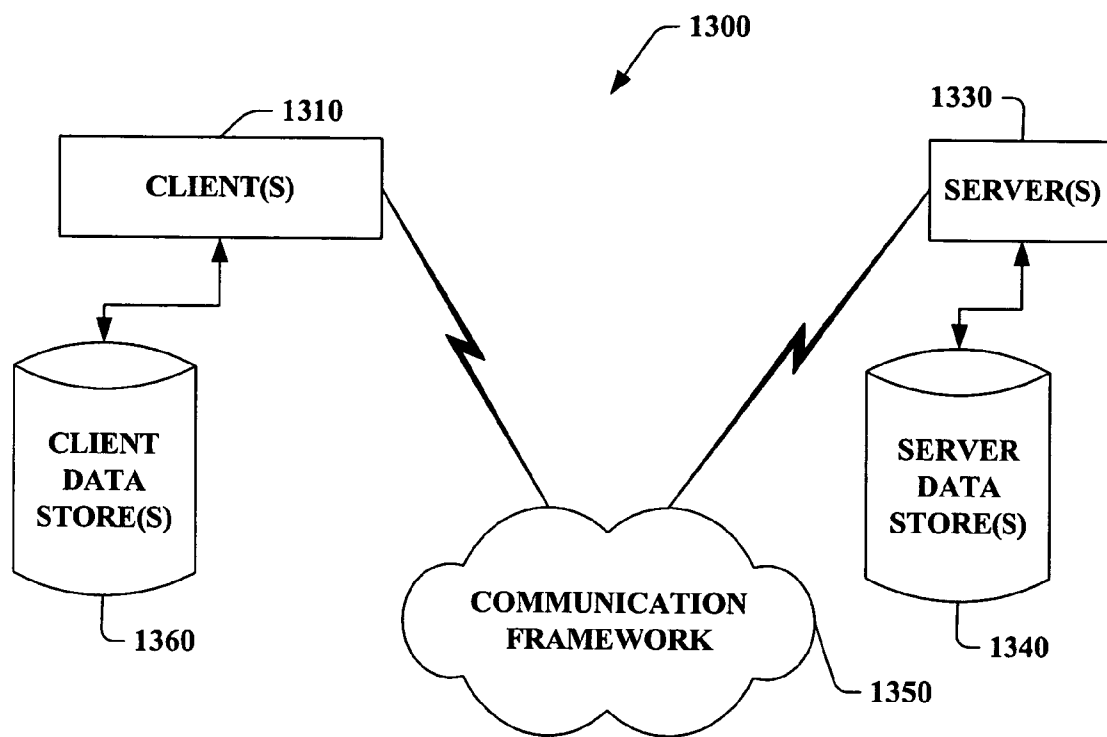 1300
1310
1330
CLIENT(S)
SERVER(S)
CLIENT
DATA
STORE(S)
SERVER
DATA
STORE(S)
COMMUNICATION
FRAMEWORK
1360
1340
1350